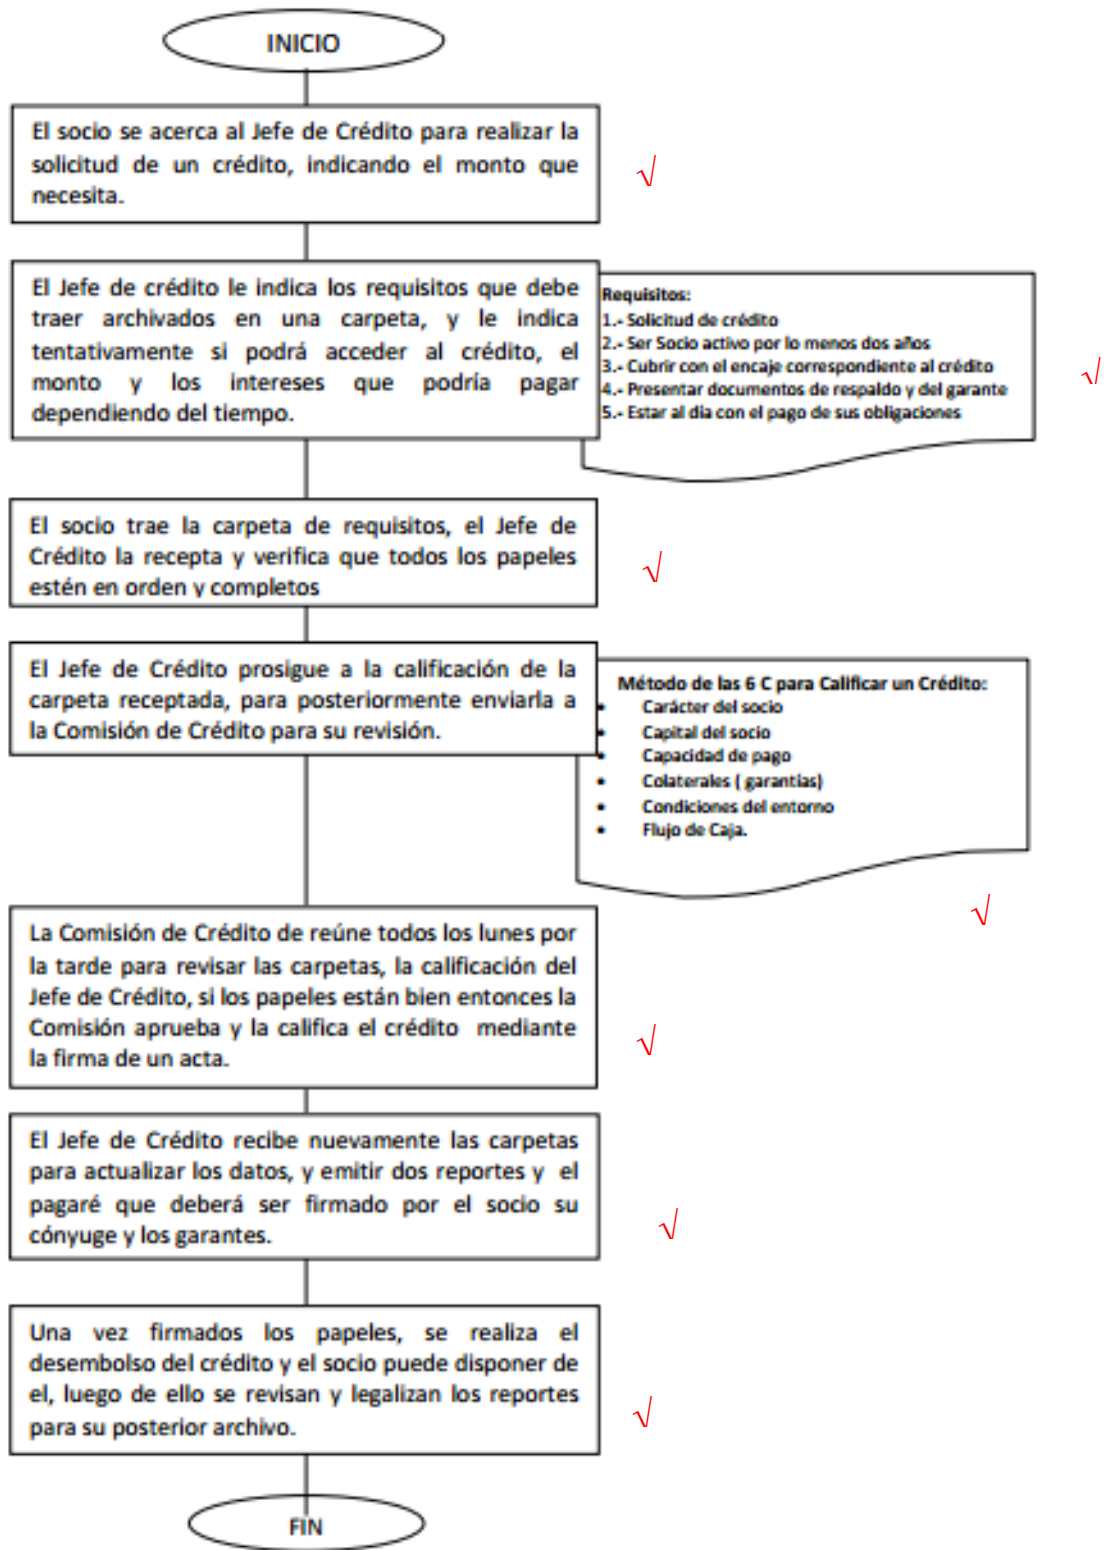 INICIO
El socio se acerca al Jefe de Crédito para realizar la
solicitud de un crédito, indicando el monto que
necesita.
√
El Jefe de crédito le indica los requisitos que debe
traer archivados en una carpeta, y le indica
tentativamente si podrá acceder al crédito, el
monto y los intereses que podría pagar
dependiendo del tiempo.
Requisitos:
1.- Solicitud de crédito
2.- Ser Socio activo por lo menos dos años
3.- Cubrir con el encaje correspondiente al crédito
4.- Presentar documentos de respaldo y del garante
5.- Estar al dia con el pago de sus obligaciones
√
El socio trae la carpeta de requisitos, el Jefe de
Crédito la recepta y verifica que todos los papeles
estén en orden y completos
√
El Jefe de Crédito prosigue a la calificación de la
carpeta receptada, para posteriormente enviarla a
la Comisión de Crédito para su revisión.
Método de las 6 C para Calificar un Crédito:
• Carácter del socio
• Capital del socio
• Capacidad de pago
• Colaterales ( garantías)
• Condiciones del entorno
• Flujo de Caja.
√
La Comisión de Crédito de reúne todos los lunes por
la tarde para revisar las carpetas, la calificación del
Jefe de Crédito, si los papeles están bien entonces la
Comisión aprueba y la califica el crédito mediante
la firma de un acta.
√
El Jefe de Crédito recibe nuevamente las carpetas
para actualizar los datos, y emitir dos reportes y el
pagaré que deberá ser firmado por el socio su
cónyuge y los garantes.
√
Una vez firmados los papeles, se realiza el
desembolso del crédito y el socio puede disponer de
el, luego de ello se revisan y legalizan los reportes
para su posterior archivo.
√
FIN